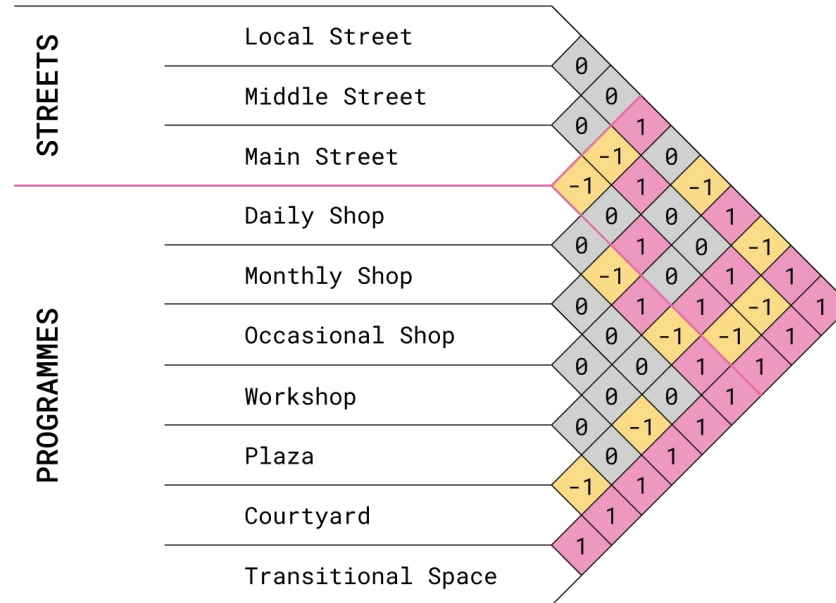 STREETS
Local Street
0
Middle Street 0
0 1
Main Street -1 0
-1 1 -1
PROGRAMMES
Daily Shop 0 0 1
0 1 0 -1
Monthly Shop -1 0 1 1
0 1 1 -1 1
Occasional Shop 0 -1 -1 1
0 0 1 1
Workshop 0 0 1
0 -1 1
Plaza 0 1
-1 1
Courtyard 1
1
Transitional Space